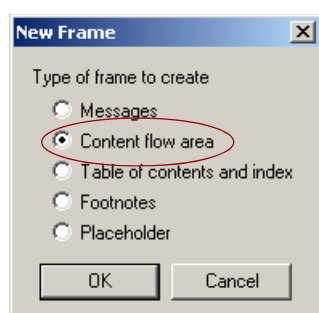 New Frame
Type of frame to create
Messages
Content flow area
Table of contents and index
Footnotes
Placeholder
OK Cancel